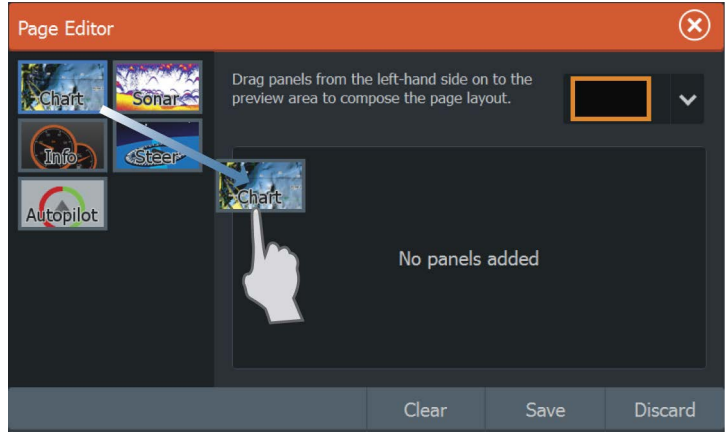 Page Editor
Chart
Sonar
Drag panels from the left-hand side on to the
preview area to compose the page layout.
Info
Steer
Autopilot
Chart
No panels added
Clear
Save
Discard